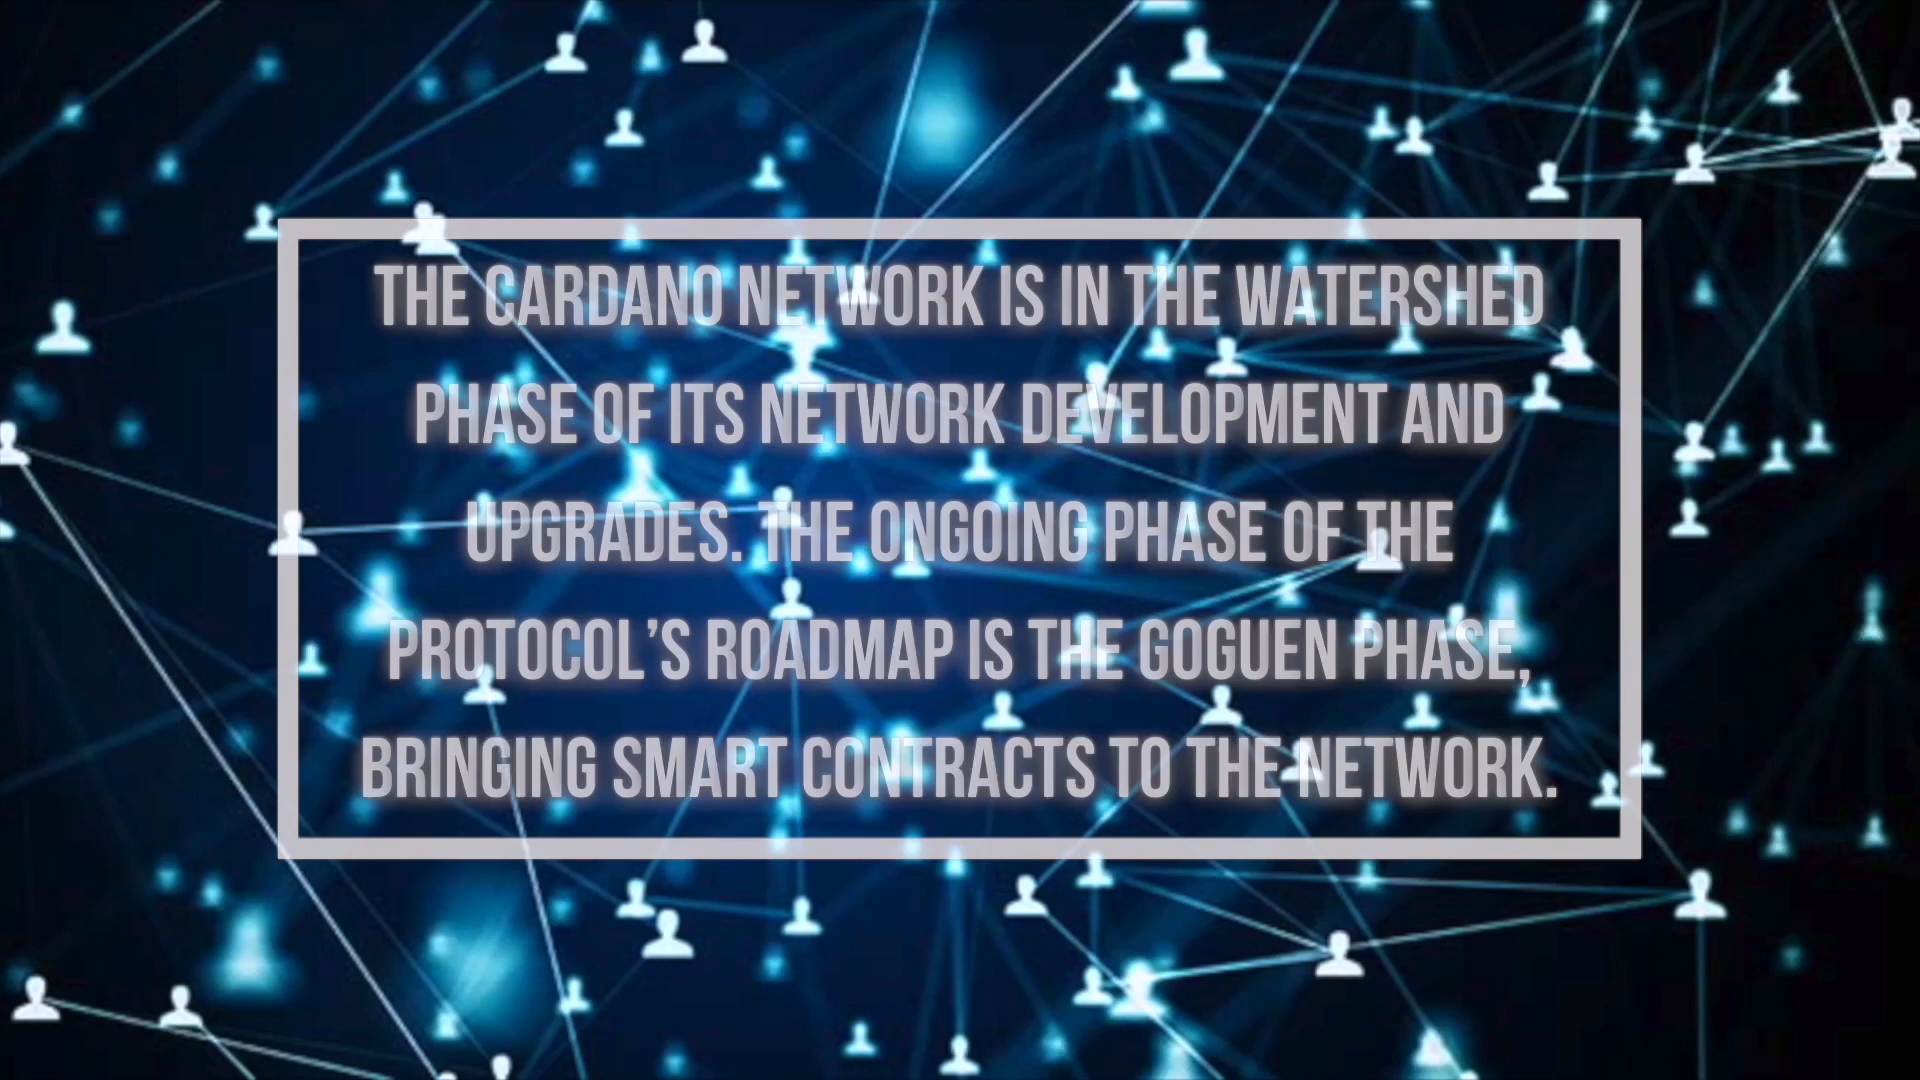 THE CARDANO NETWORK IS IN THE WATERSHED
PHASE OF ITS NETWORK DEVELOPMENT AND
UPGRADES. THE ONGOING PHASE OF THE
PROTOCOL’S ROADMAP IS THE GOGUEN PHASE,
BRINGING SMART CONTRACTS TO THE NETWORK.